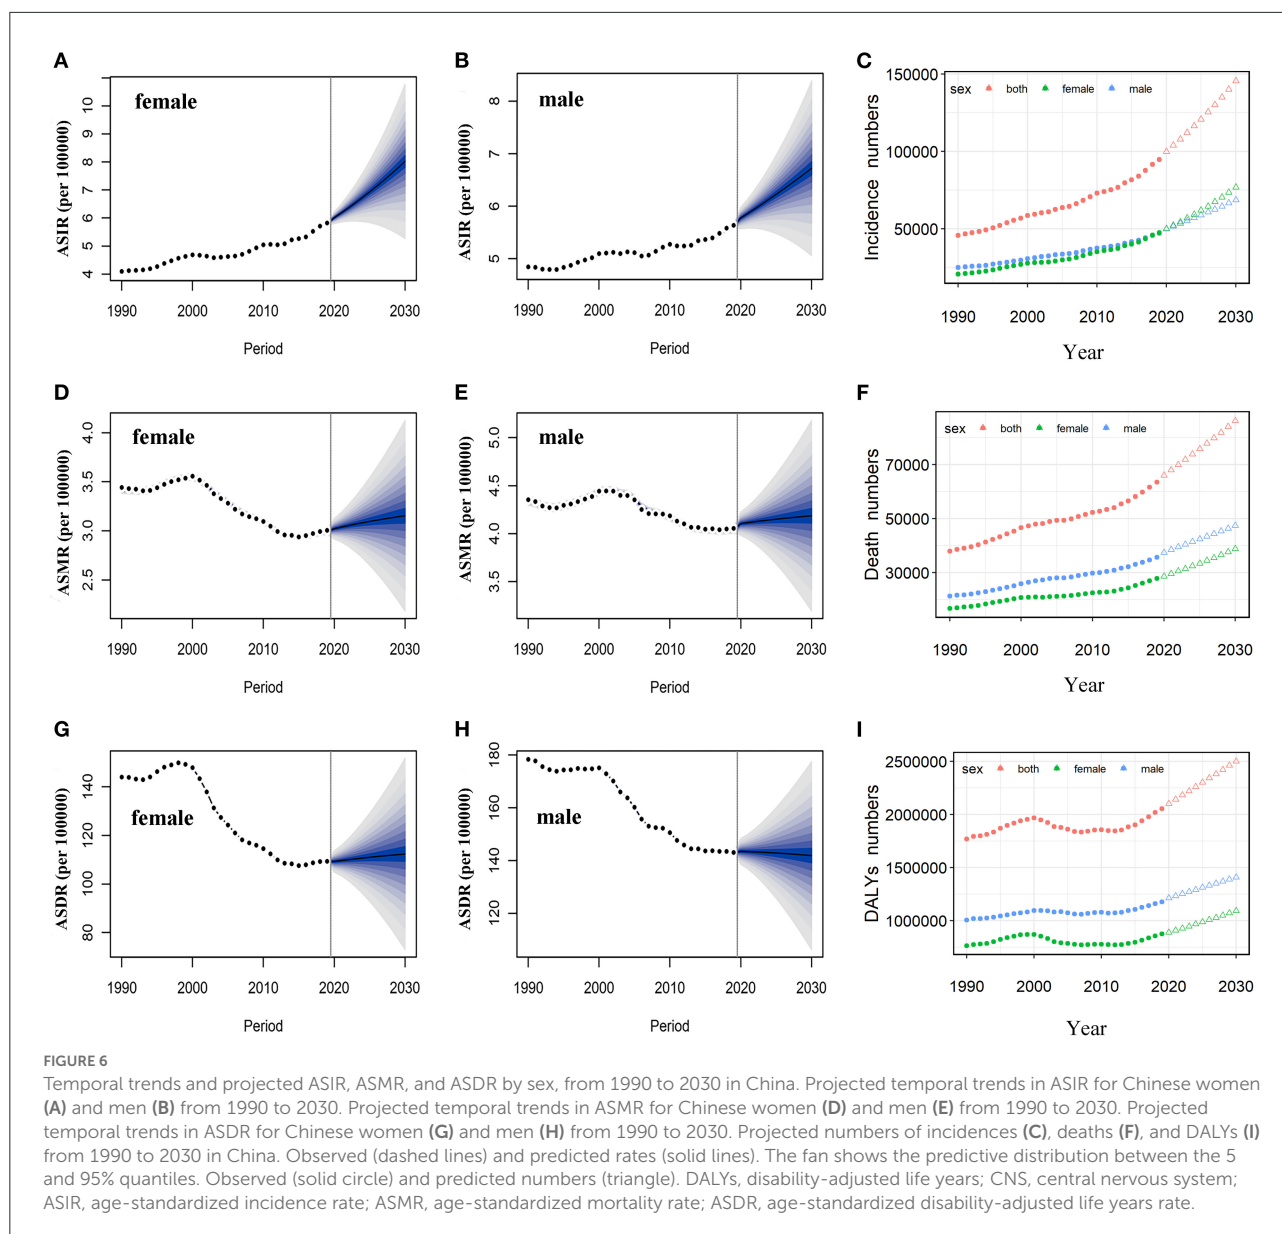 A
female
ASIR (per 100000)
10
9
8
7
6
5
4
1990 2000 2010 2020 2030
Period
B
male
ASIR (per 100000)
8
7
6
5
1990 2000 2010 2020 2030
Period
C
sex both female male
Incidence numbers
150000
100000
50000
1990 2000 2010 2020 2030
Year
D
female
ASMR (per 100000)
4.0
3.5
3.0
2.5
1990 2000 2010 2020 2030
Period
E
male
ASMR (per 100000)
5.0
4.5
4.0
3.5
1990 2000 2010 2020 2030
Period
F
sex both female male
Death numbers
70000
50000
30000
1990 2000 2010 2020 2030
Year
G
female
ASDR (per 100000)
140
120
100
80
1990 2000 2010 2020 2030
Period
H
male
ASDR (per 100000)
180
160
140
120
1990 2000 2010 2020 2030
Period
I
sex both female male
DALYs numbers
2500000
2000000
1500000
1000000
1990 2000 2010 2020 2030
Year
FIGURE 6
Temporal trends and projected ASIR, ASMR, and ASDR by sex, from 1990 to 2030 in China. Projected temporal trends in ASIR for Chinese women
(A) and men (B) from 1990 to 2030. Projected temporal trends in ASMR for Chinese women (D) and men (E) from 1990 to 2030. Projected
temporal trends in ASDR for Chinese women (G) and men (H) from 1990 to 2030. Projected numbers of incidences (C), deaths (F), and DALYs (I)
from 1990 to 2030 in China. Observed (dashed lines) and predicted rates (solid lines). The fan shows the predictive distribution between the 5
and 95% quantiles. Observed (solid circle) and predicted numbers (triangle). DALYs, disability-adjusted life years; CNS, central nervous system;
ASIR, age-standardized incidence rate; ASMR, age-standardized mortality rate; ASDR, age-standardized disability-adjusted life years rate.